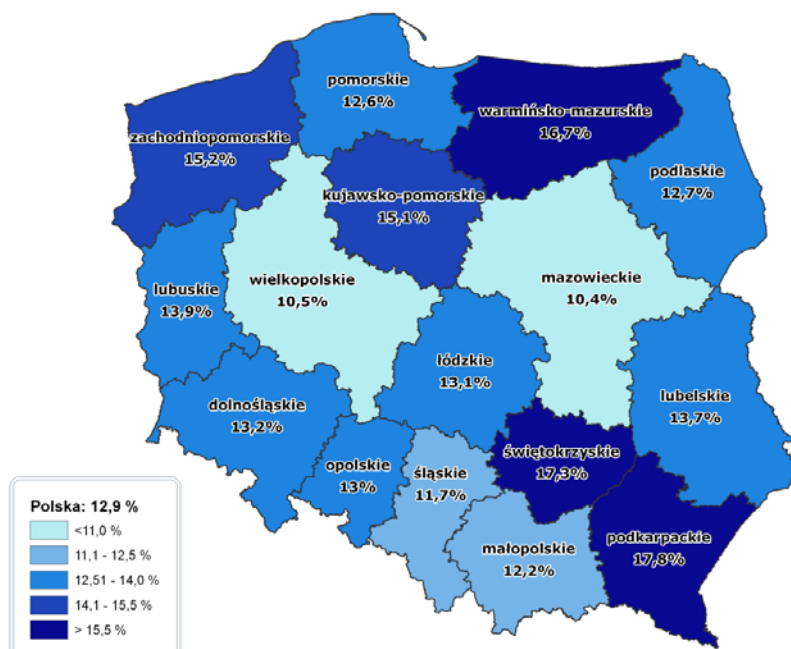 pomorskie
12,6%
warmińsko-mazurskie
16,7%
zachodniopomorskie
15,2%
podlaskie
12,7%
kujawsko-pomorskie
15,1%
wielkopolskie
10,5%
mazowieckie
10,4%
lubuskie
13,9%
łódzkie
13,1%
lubelskie
13,7%
dolnośląskie
13,2%
opolskie
13%
śląskie
11,7%
świętokrzyskie
17,3%
małopolskie
12,2%
podkarpackie
17,8%
Polska: 12,9 %
<11,0 %
11,1 - 12,5 %
12,51 - 14,0 %
14,1 - 15,5 %
> 15,5 %